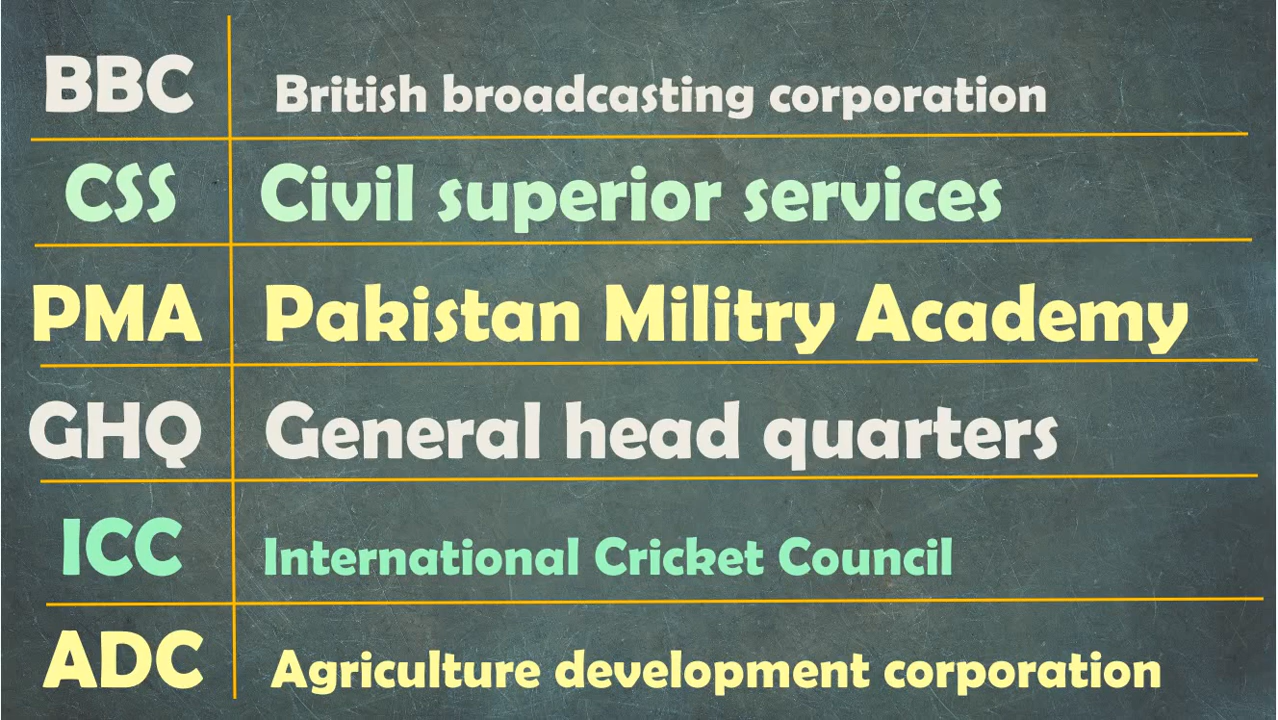 BBC British broadcasting corporation
CSS Civil superior services
PMA Pakistan Militry Academy
GHQ General head quarters
ICC International Cricket Council
ADC Agriculture development corporation